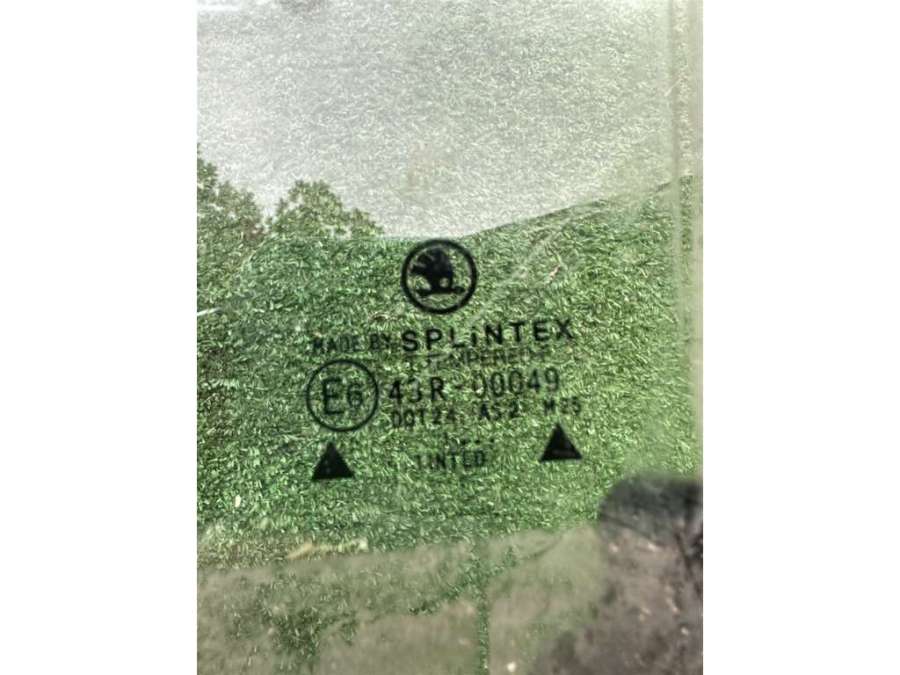 MADE BY SPLiNTEX
TEMPERED
E6 43R-00049
DOT24 AS2 M25
TINTED